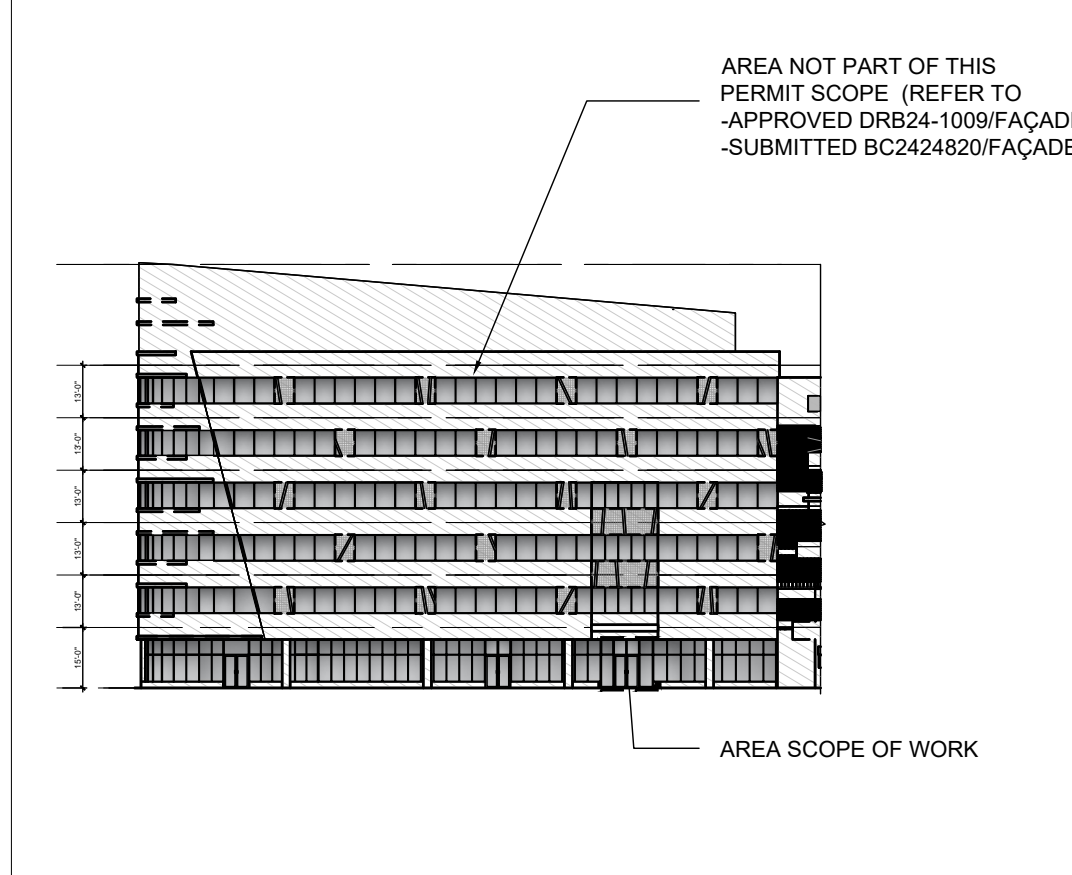 AREA NOT PART OF THIS
PERMIT SCOPE (REFER TO
-APPROVED DRB24-1009/FAÇADE
-SUBMITTED BC2424820/FAÇADE
13'-0"
13'-0"
13'-0"
13'-0"
13'-0"
15'-0"
AREA SCOPE OF WORK